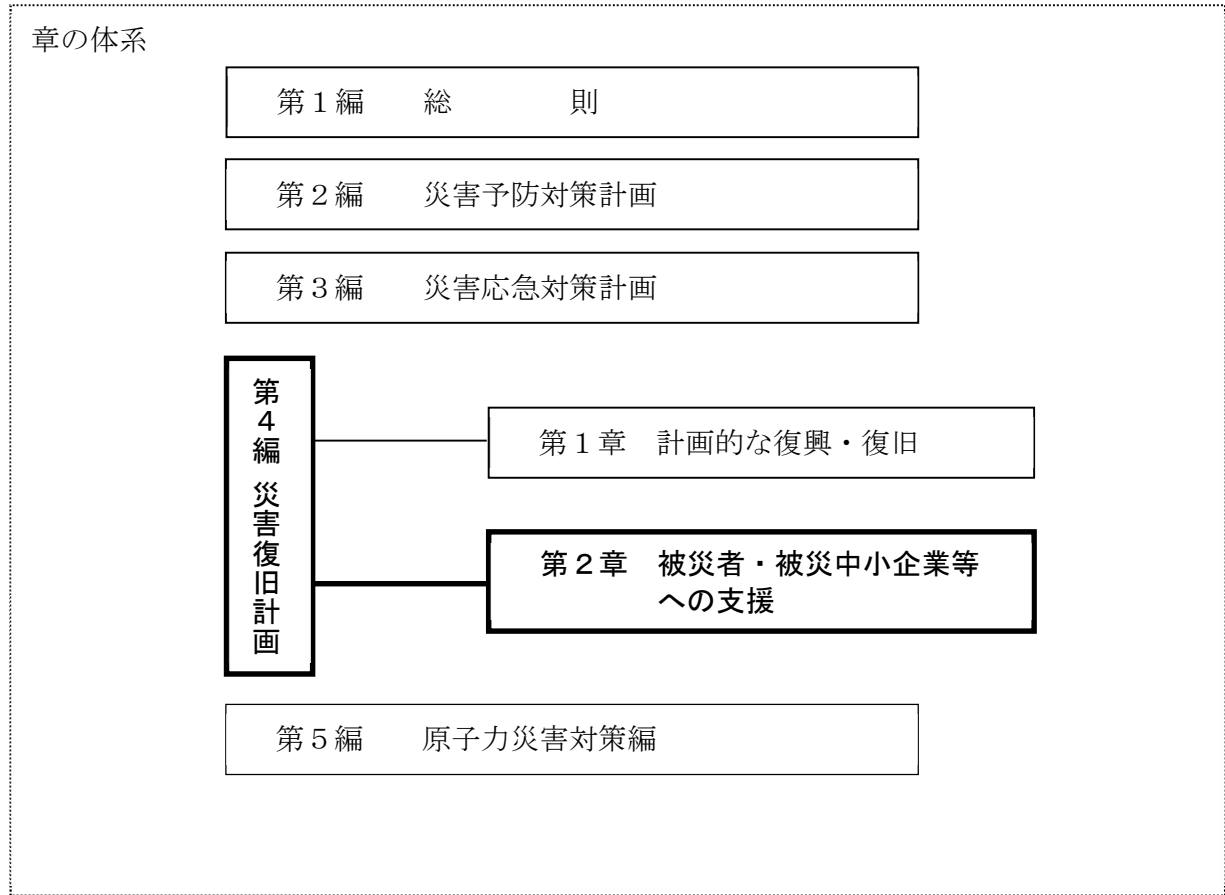 章の体系
第１編　　総　　　　則
第２編　　災害予防対策計画
第３編　　災害応急対策計画
第４編 災害復旧計画
第１章　計画的な復興・復旧
第２章　被災者・被災中小企業等
への支援
第５編　　原子力災害対策編